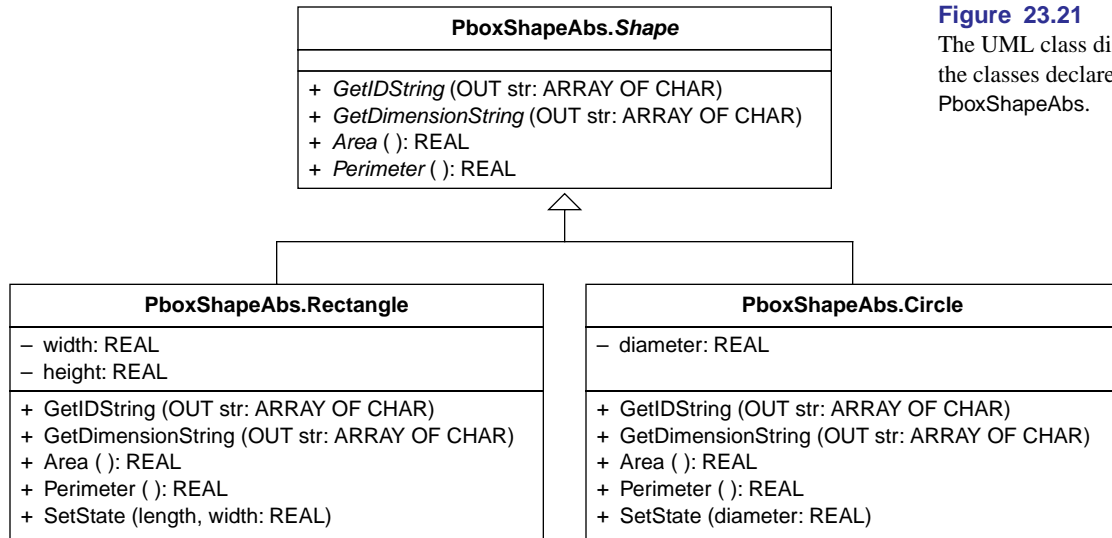 PboxShapeAbs.Shape
+ GetIDString (OUT str: ARRAY OF CHAR)
+ GetDimensionString (OUT str: ARRAY OF CHAR)
+ Area ( ): REAL
+ Perimeter ( ): REAL
Figure 23.21
The UML class di
the classes declare
PboxShapeAbs.
PboxShapeAbs.Rectangle
– width: REAL
– height: REAL
+ GetIDString (OUT str: ARRAY OF CHAR)
+ GetDimensionString (OUT str: ARRAY OF CHAR)
+ Area ( ): REAL
+ Perimeter ( ): REAL
+ SetState (length, width: REAL)
PboxShapeAbs.Circle
– diameter: REAL
+ GetIDString (OUT str: ARRAY OF CHAR)
+ GetDimensionString (OUT str: ARRAY OF CHAR)
+ Area ( ): REAL
+ Perimeter ( ): REAL
+ SetState (diameter: REAL)